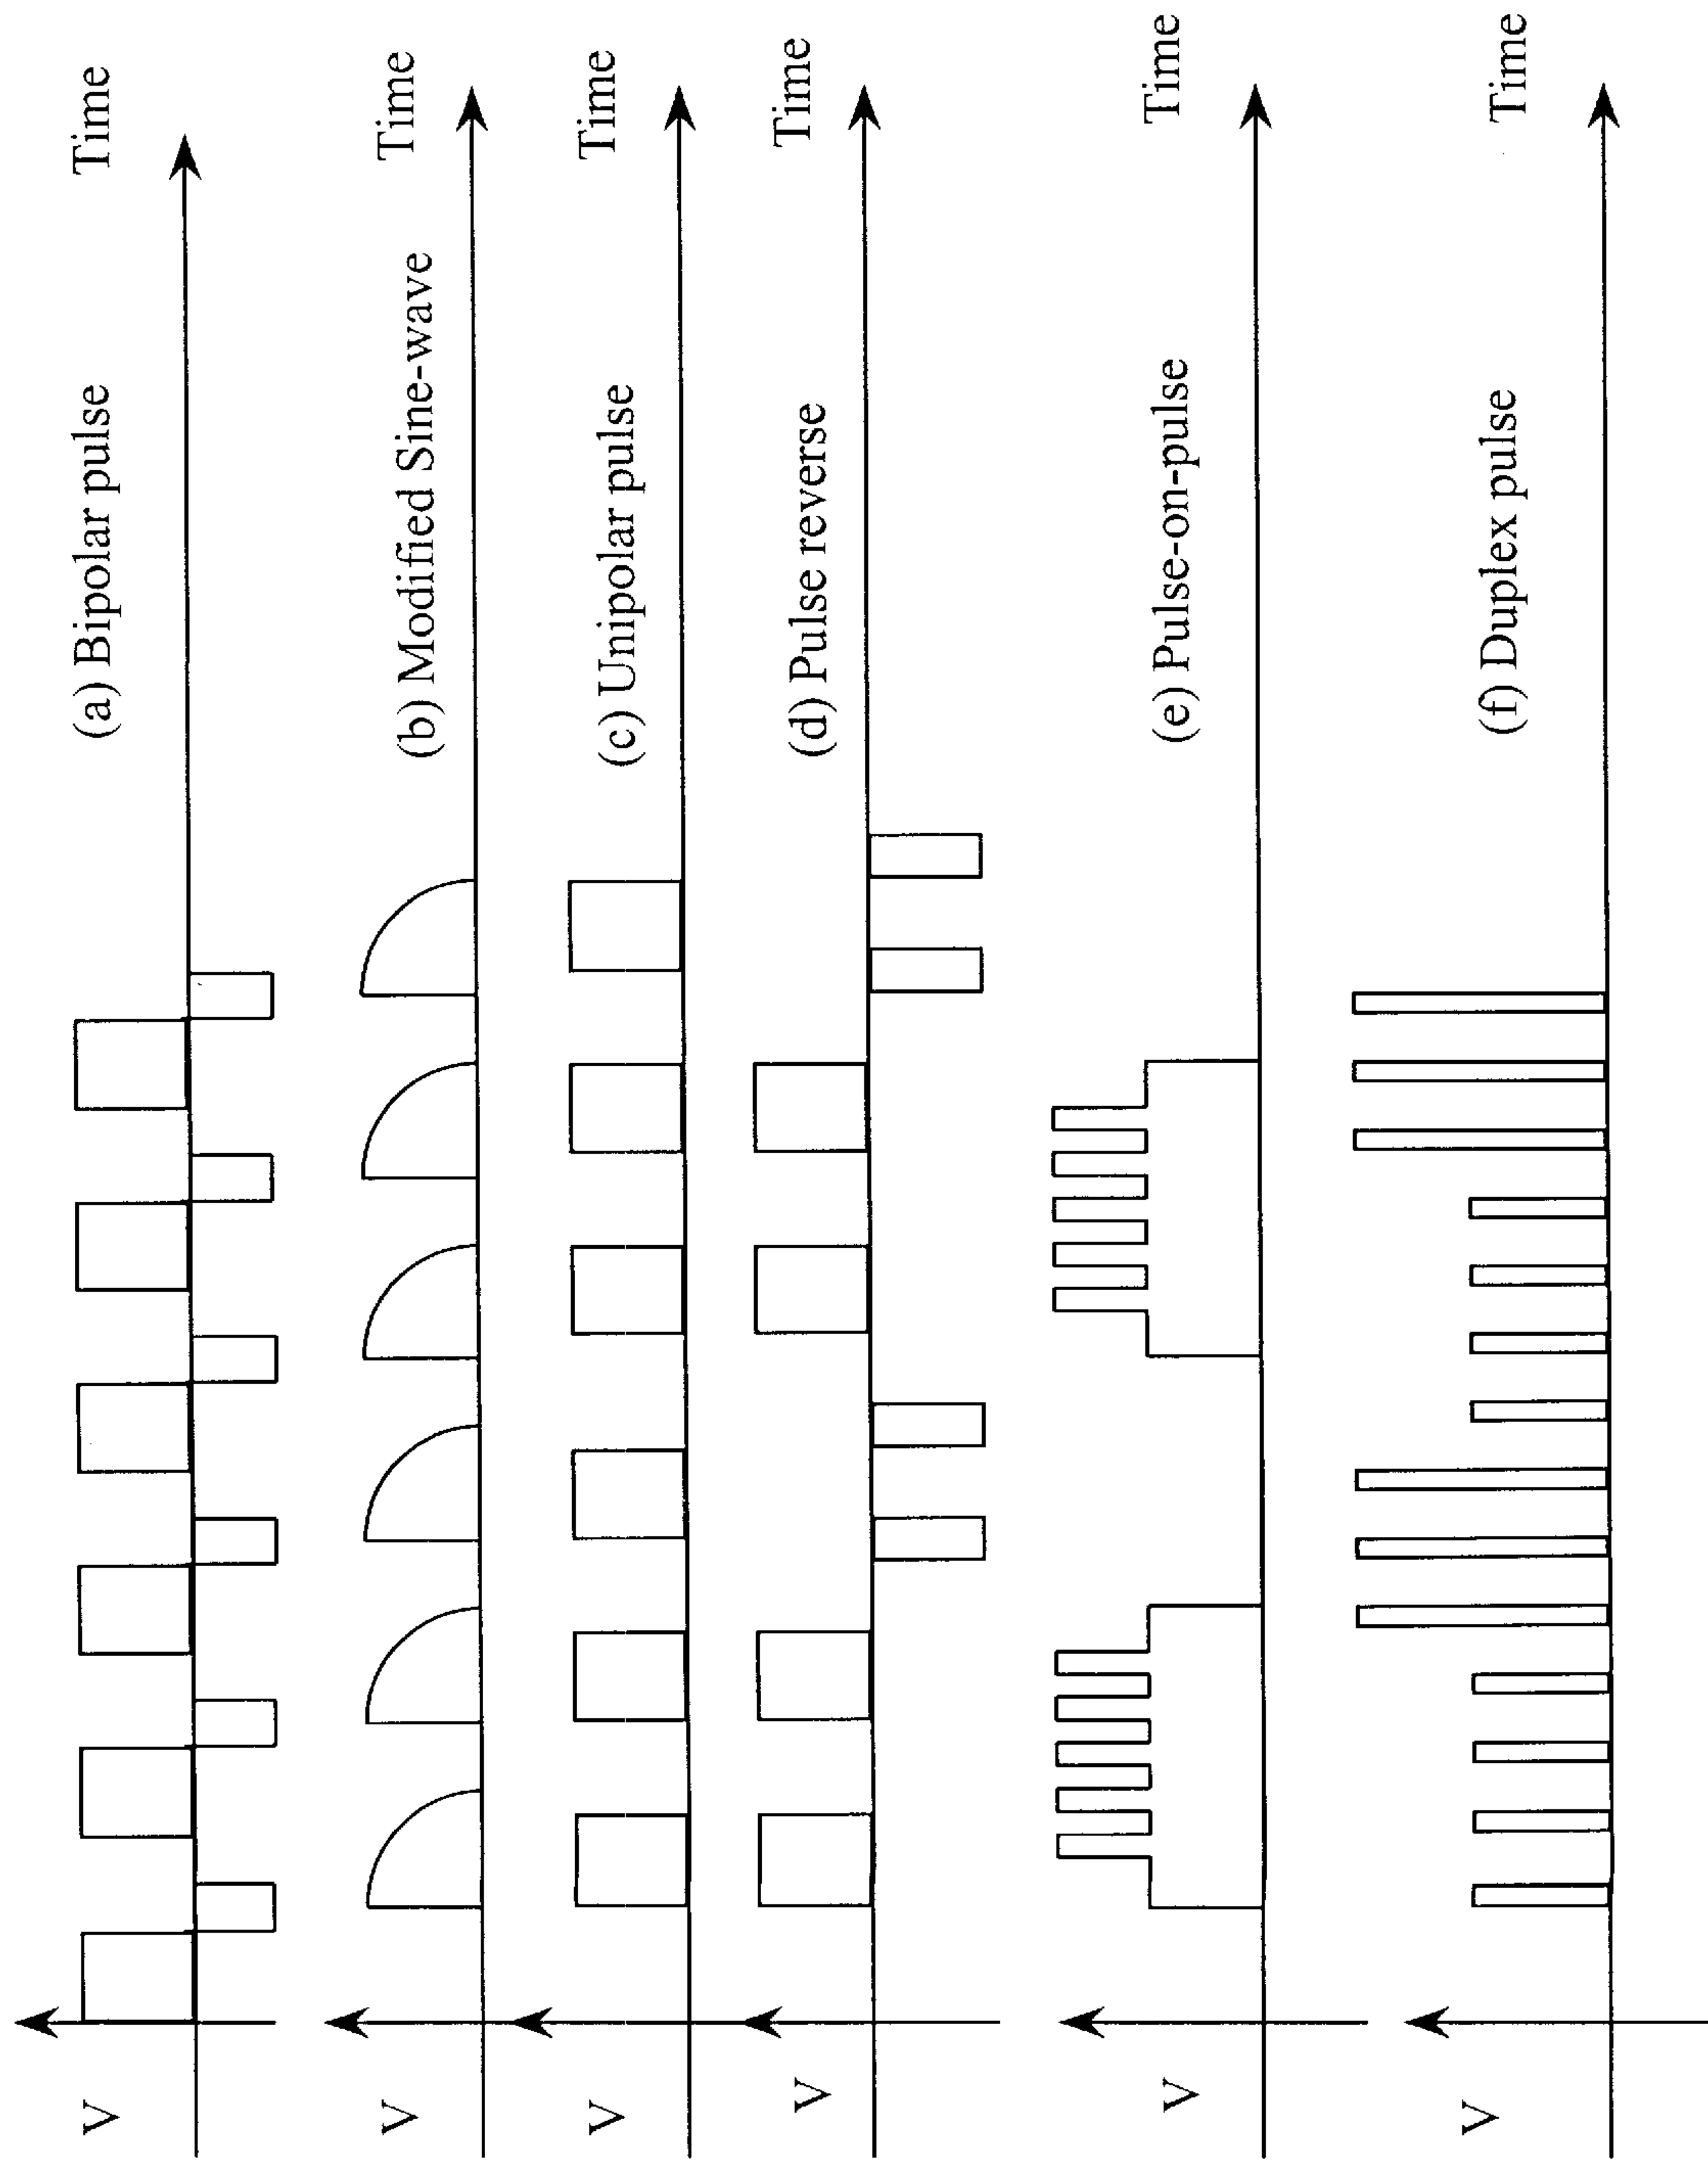 V
(a) Bipolar pulse
Time
V
(b) Modified Sine-wave
Time
V
(c) Unipolar pulse
Time
V
(d) Pulse reverse
Time
V
(e) Pulse-on-pulse
Time
V
(f) Duplex pulse
Time